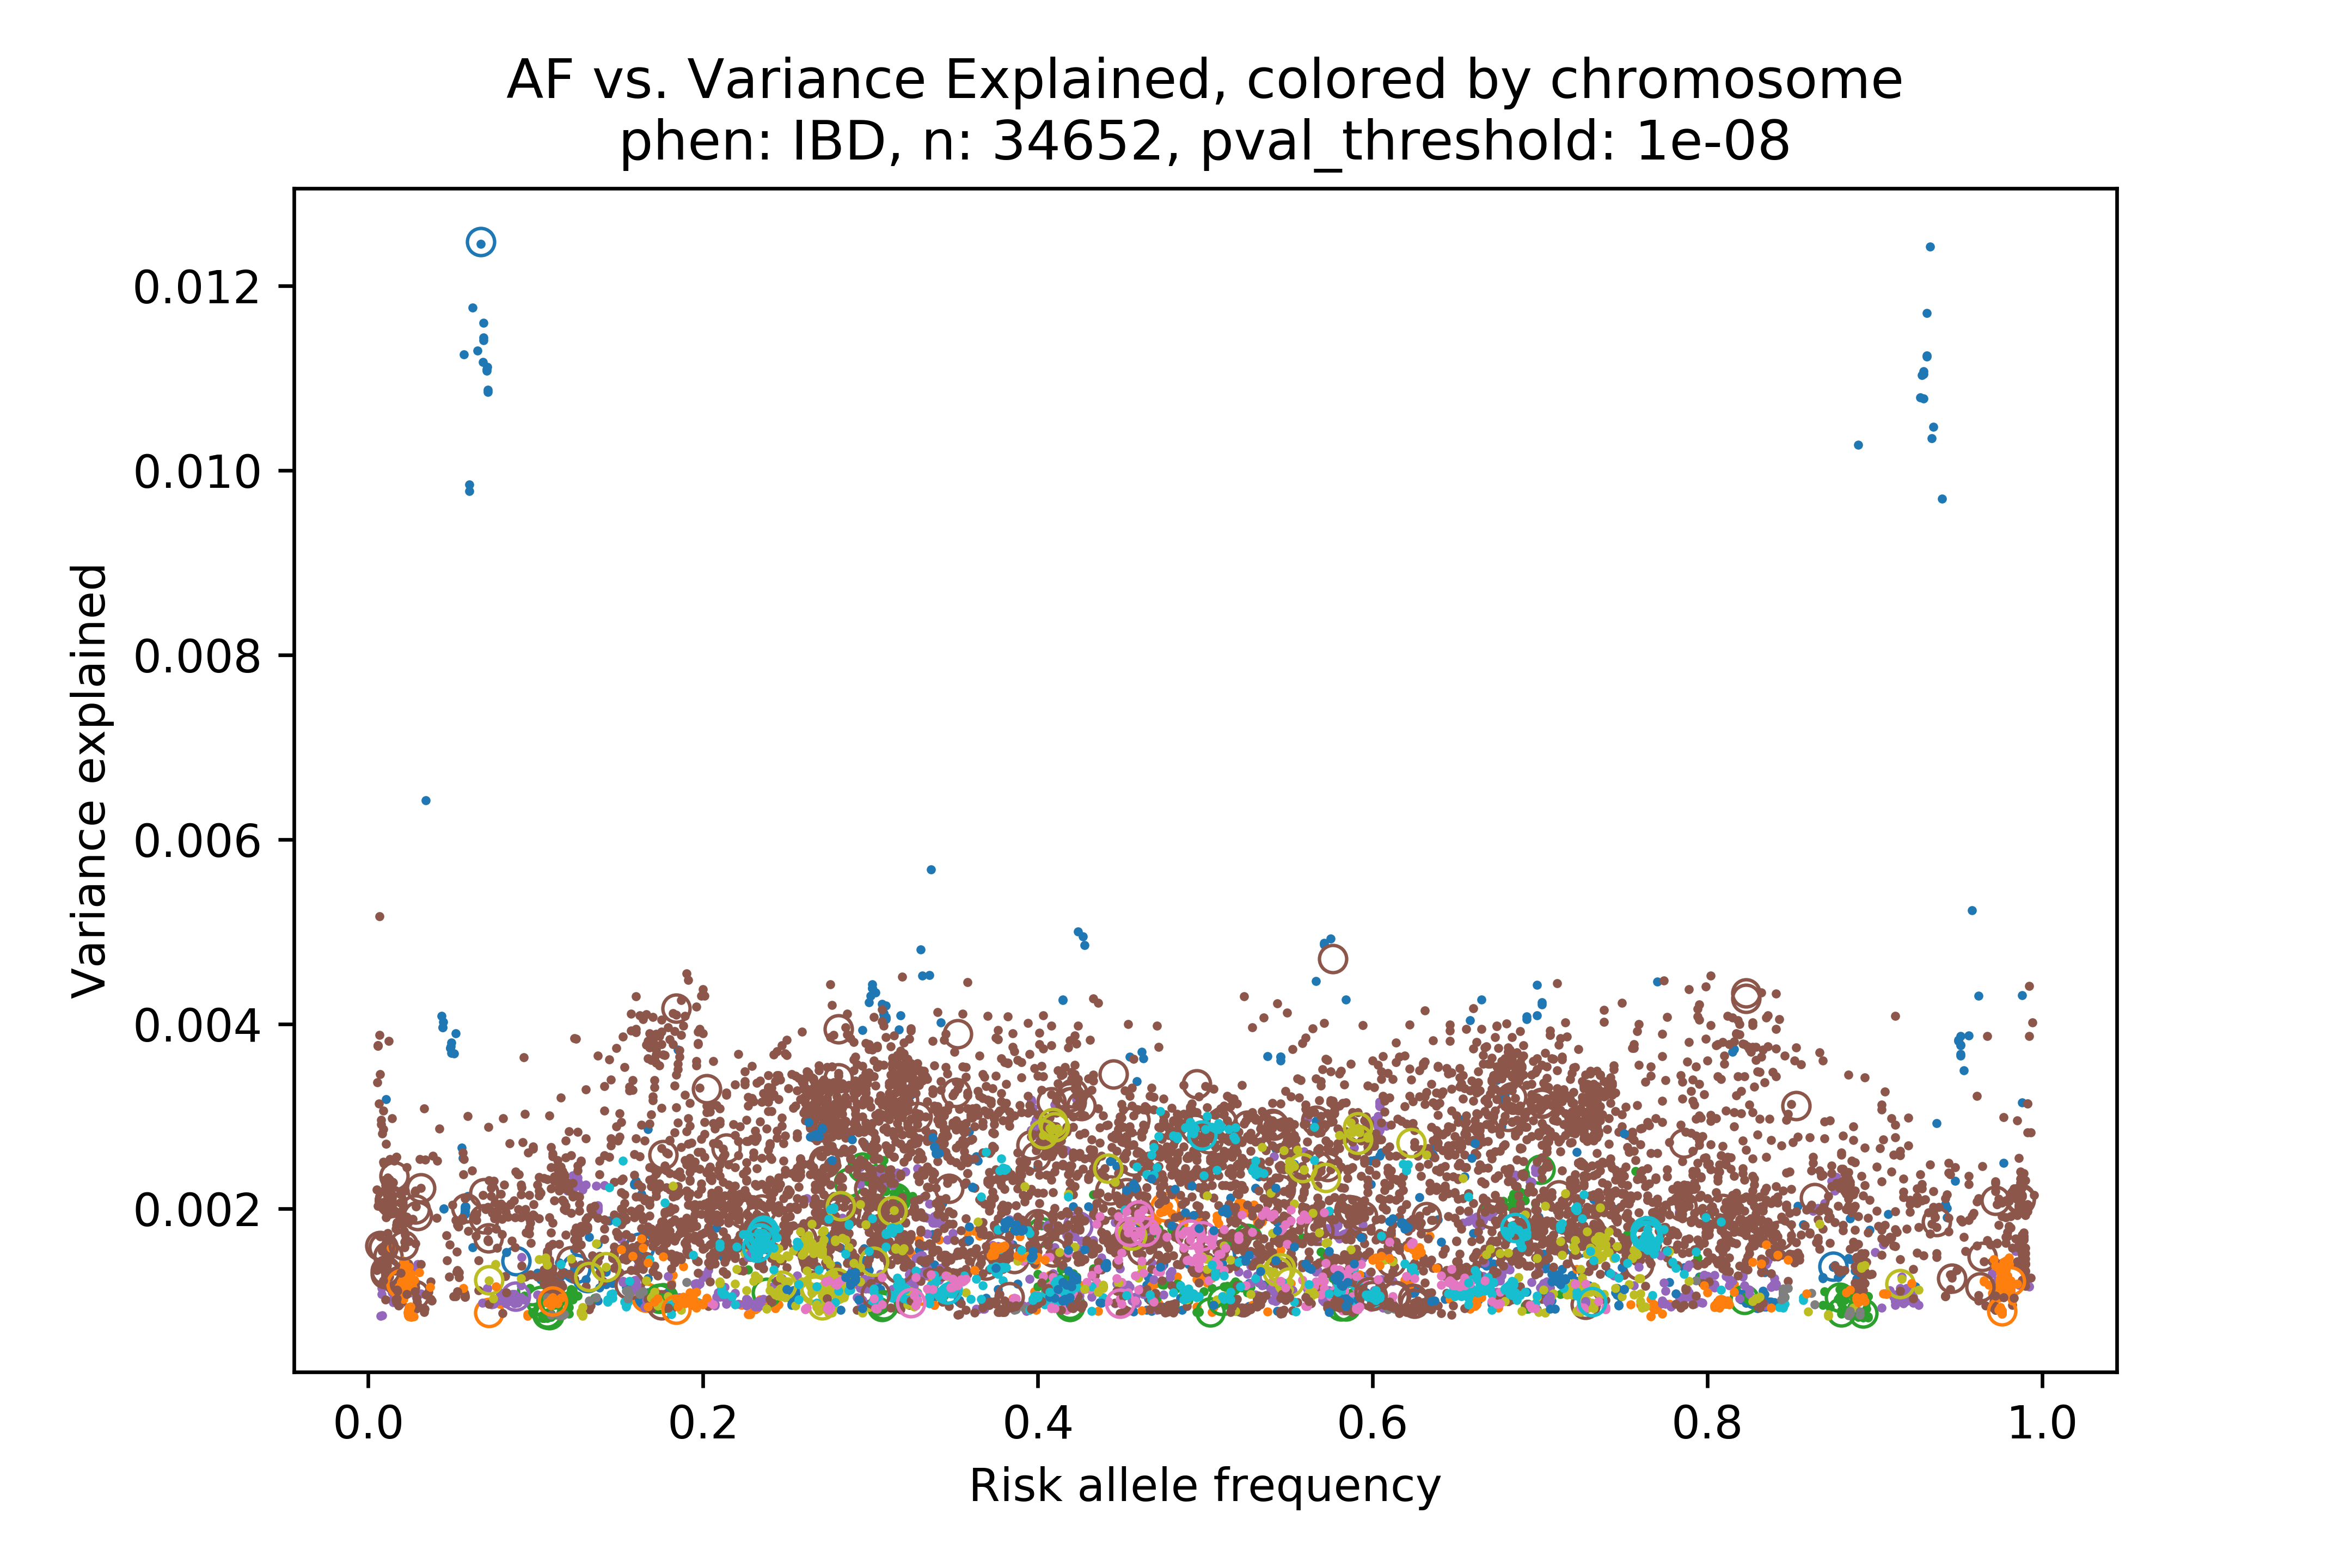 AF vs. Variance Explained, colored by chromosome
phen: IBD, n: 34652, pval_threshold: 1e-08
Variance explained
0.012
0.010
0.008
0.006
0.004
0.002
0.0 0.2 0.4 0.6 0.8 1.0
Risk allele frequency